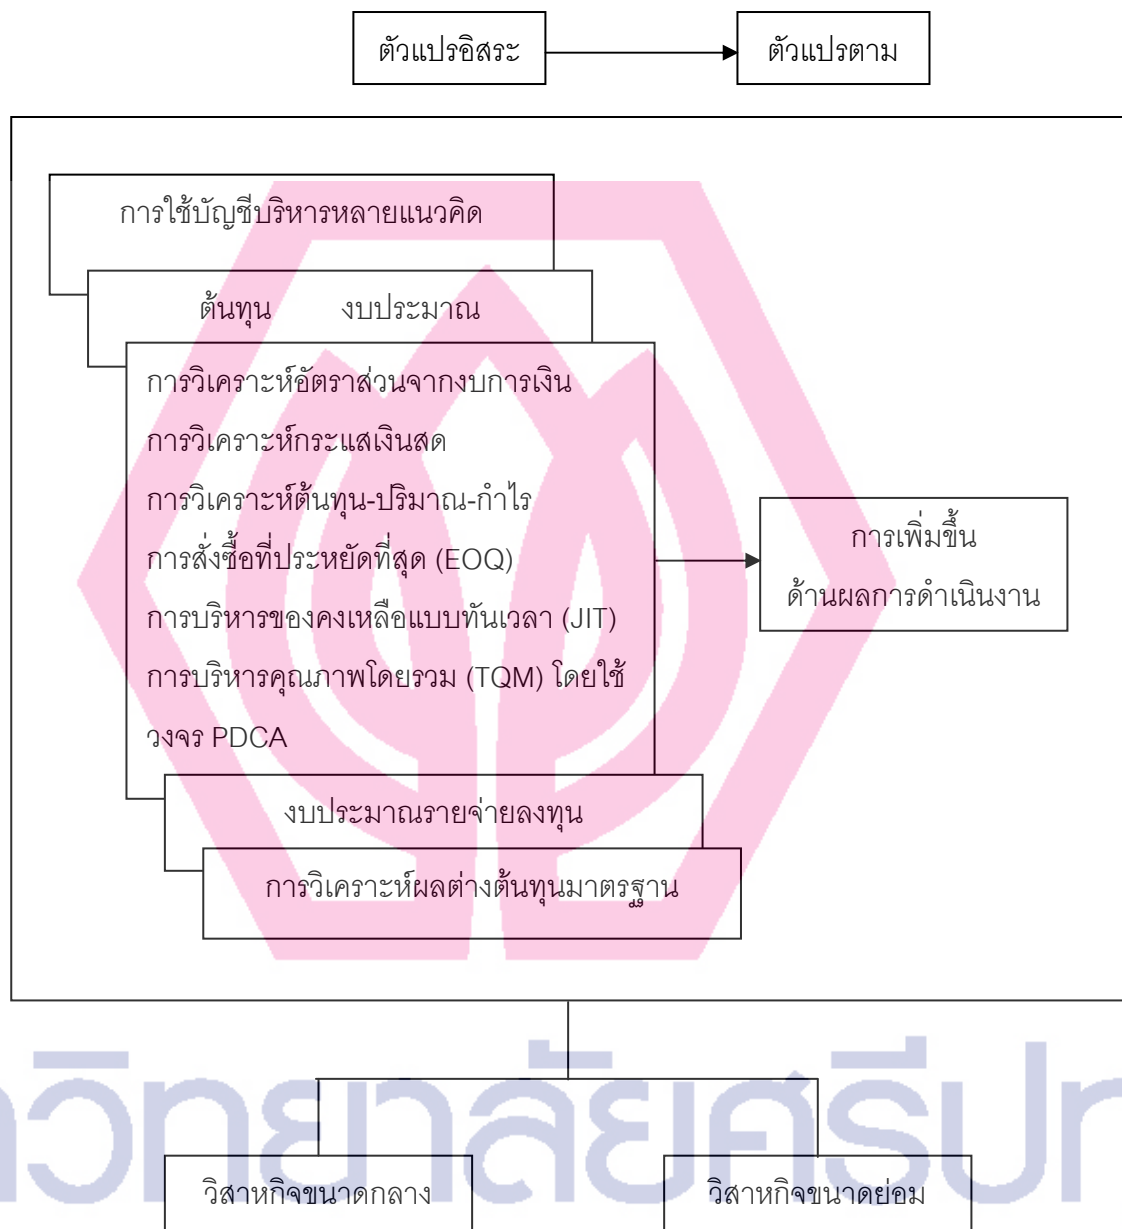 ตัวแปรอิสระ ตัวแปรตาม
การใช้บัญชีบริหารหลายแนวคิด
ต้นทุน งบประมาณ
การวิเคราะห์อัตราส่วนจากงบการเงิน
การวิเคราะห์กระแสเงินสด
การวิเคราะห์ต้นทุน-ปริมาณ-กำไร
การสั่งซื้อที่ประหยัดที่สุด (EOQ)
การบริหารของคงเหลือแบบทันเวลา (JIT)
การบริหารคุณภาพโดยรวม (TQM) โดยใช้
วงจร PDCA
งบประมาณรายจ่ายลงทุน
การวิเคราะห์ผลต่างต้นทุนมาตรฐาน
การเพิ่มขึ้น
ด้านผลการดำเนินงาน
วิสาหกิจขนาดกลาง วิสาหกิจขนาดย่อม
าวิทยาลัยศรีปท